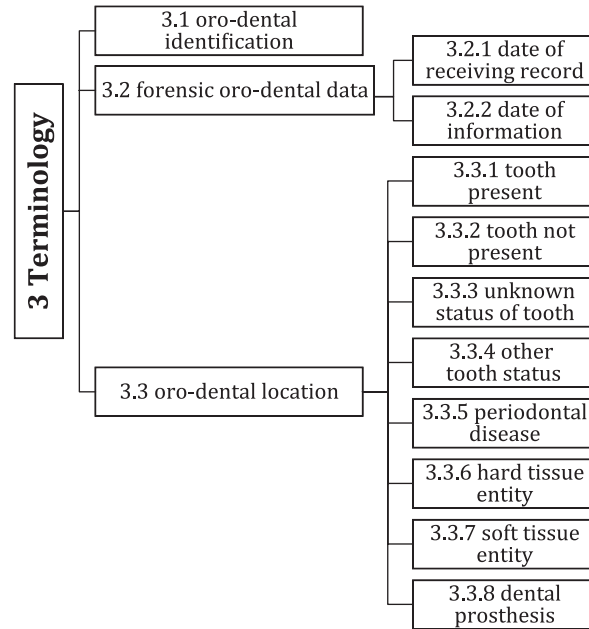 3 Terminology
3.1 oro-dental
identification
3.2 forensic oro-dental data
3.2.1 date of
receiving record
3.2.2 date of
information
3.3 oro-dental location
3.3.1 tooth
present
3.3.2 tooth not
present
3.3.3 unknown
status of tooth
3.3.4 other
tooth status
3.3.5 periodontal
disease
3.3.6 hard tissue
entity
3.3.7 soft tissue
entity
3.3.8 dental
prosthesis